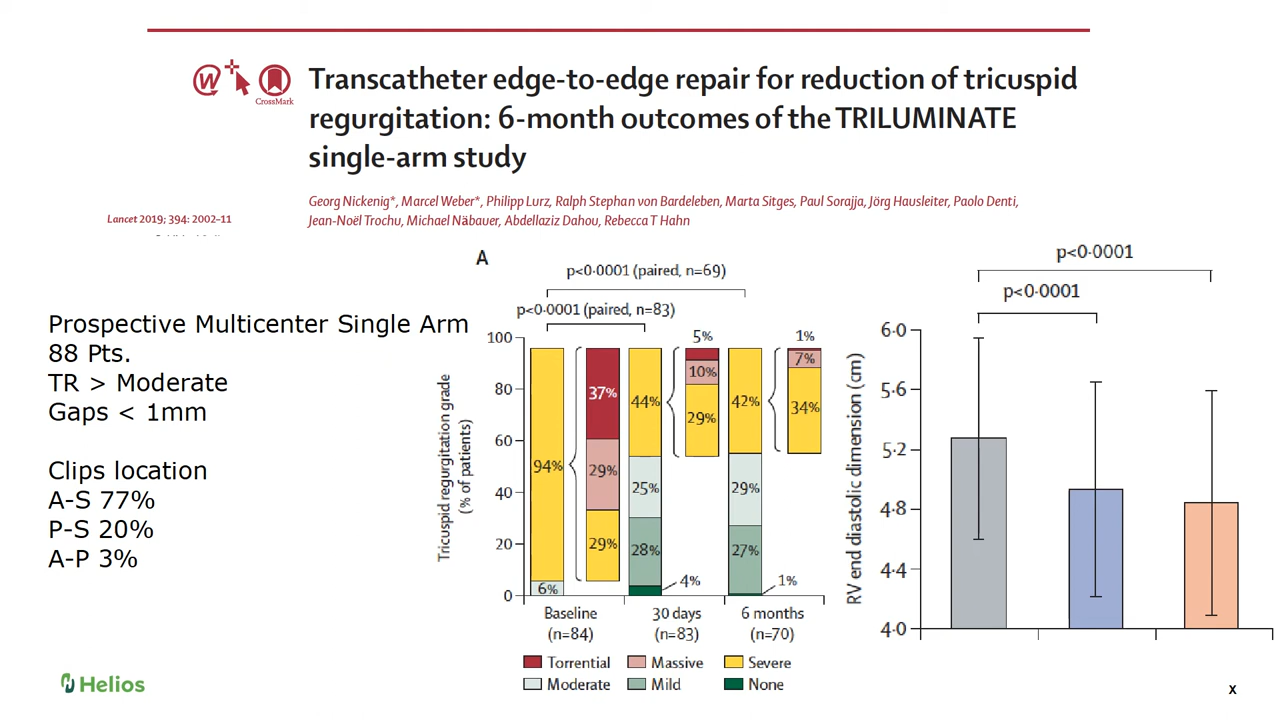 CrossMark
Transcatheter edge-to-edge repair for reduction of tricuspid
regurgitation: 6-month outcomes of the TRILUMINATE
single-arm study
Georg Nickenig*, Marcel Weber*, Philipp Lurz, Ralph Stephan von Bardeleben, Marta Sitges, Paul Sorajja, Jörg Hausleiter, Paolo Denti,
Jean-Noël Trochu, Michael Näbauer, Abdellaziz Dahou, Rebecca T Hahn
Lancet 2019; 394: 2002–11
Prospective Multicenter Single Arm
88 Pts.
TR > Moderate
Gaps < 1mm
Clips location
A-S 77%
P-S 20%
A-P 3%
A
p<0·0001 (paired, n=69)
p<0·0001 (paired, n=83)
Tricuspid regurgitation grade
(% of patients)
100
80
60
40
20
0
94%
6%
37%
29%
29%
44%
25%
28%
4%
5%
10%
29%
42%
29%
27%
1%
1%
7%
34%
Baseline
(n=84)
30 days
(n=83)
6 months
(n=70)
Torrential
Massive
Severe
Moderate
Mild
None
p<0·0001
p<0·0001
RV end diastolic dimension (cm)
6·0
5·6
5·2
4·8
4·4
4·0
Helios
x